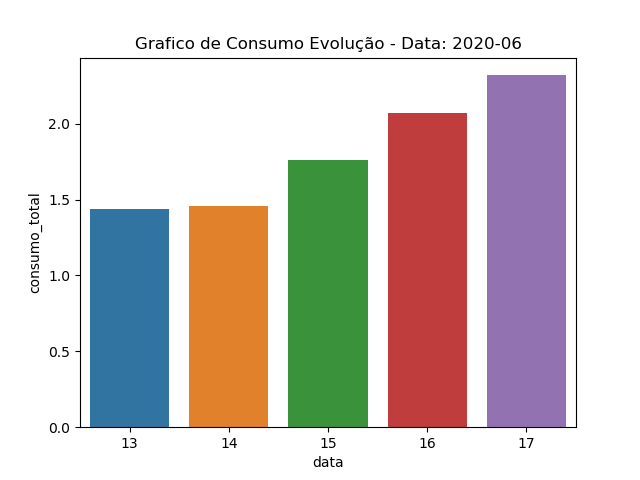 Grafico de Consumo Evolução - Data: 2020-06
consumo_total
2.0
1.5
1.0
0.5
0.0
13 14 15 16 17
data